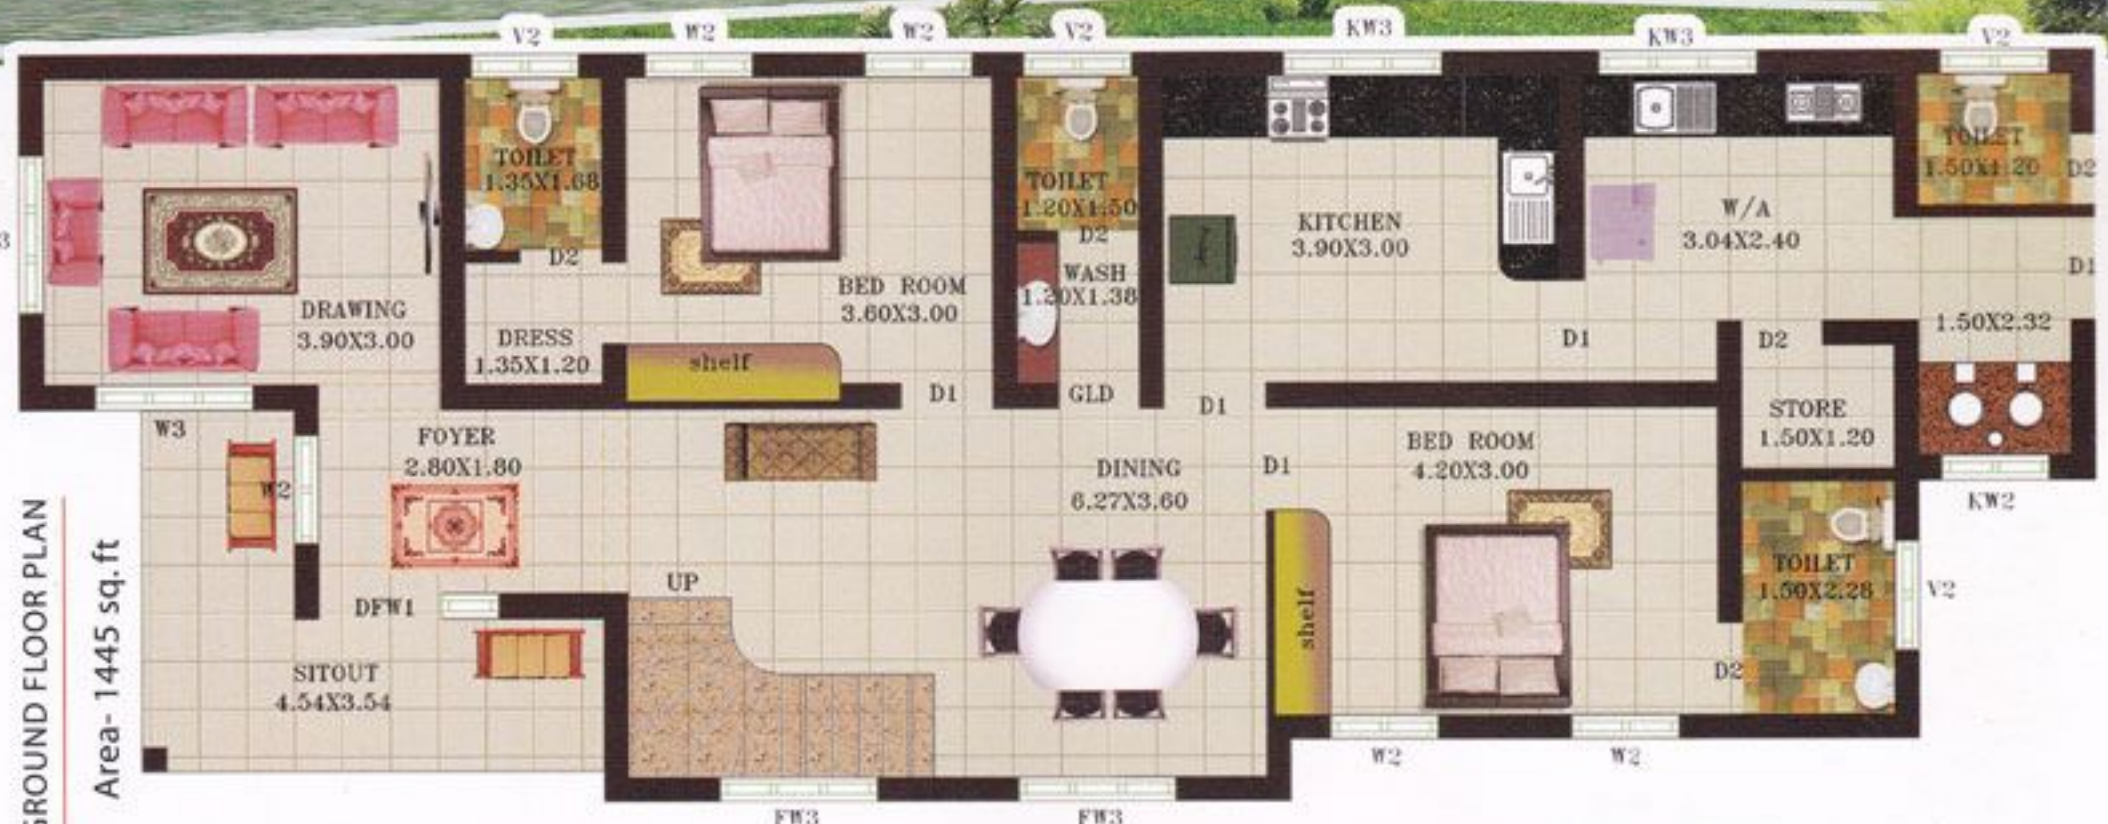 V2
W2
W2
V2
KW3
KW3
V2
TOILET
1.35X1.68
TOILET
1.20X1.50
D2
TOILET
1.50X1.20
D2
3
DRAWING
3.90X3.00
D2
DRESS
1.35X1.20
BED ROOM
3.60X3.00
shelf
D1
WASH
1.20X1.38
GLD
KITCHEN
3.90X3.00
D1
D1
W/A
3.04X2.40
D1
1.50X2.32
D2
STORE
1.50X1.20
KW2
W3
W2
FOYER
2.80X1.80
DFW1
UP
DINING
6.27X3.60
D1
BED ROOM
4.20X3.00
shelf
TOILET
1.50X2.28
V2
D2
SITOUT
4.54X3.54
W2
W2
FW3
FW3
GROUND FLOOR PLAN
Area- 1445 sq.ft